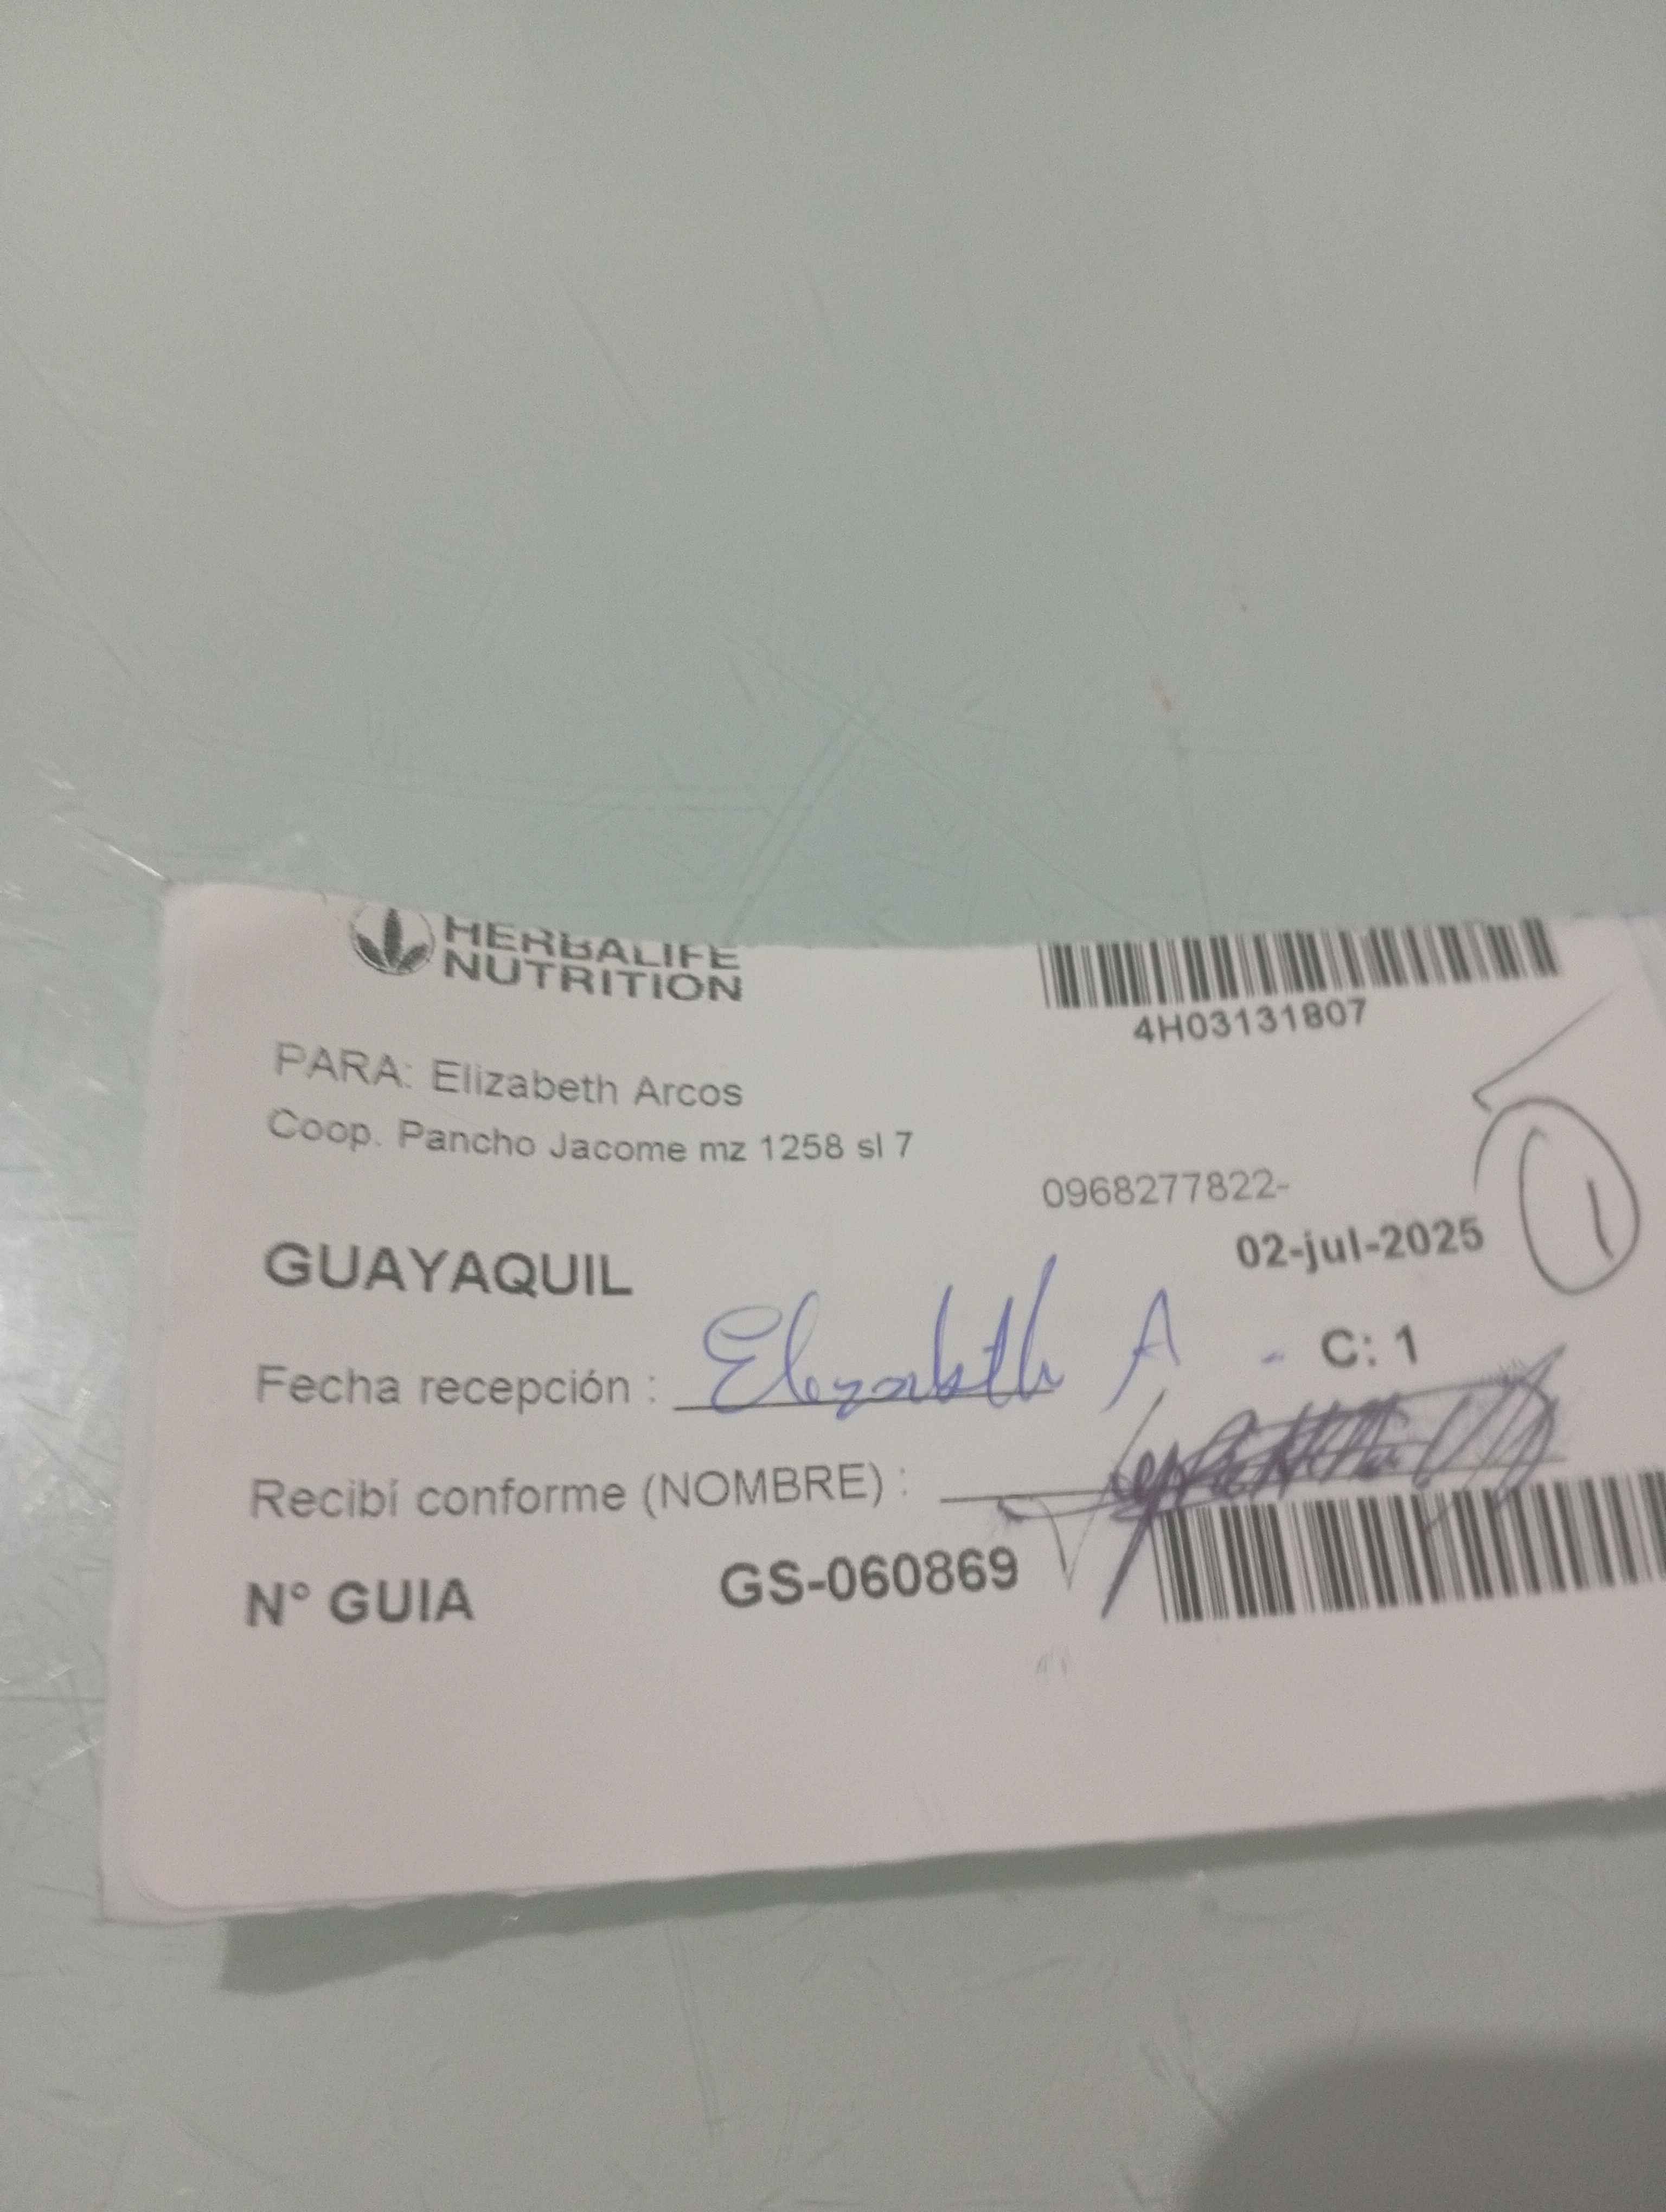 HERBALIFE
NUTRITION
4H03131807
PARA: Elizabeth Arcos
Coop. Pancho Jacome mz 1258 sl 7
0968277822-
1
GUAYAQUIL
02-jul-2025
Fecha recepción : Elizabeth A -
C: 1
Recibí conforme (NOMBRE) :
N° GUIA GS-060869